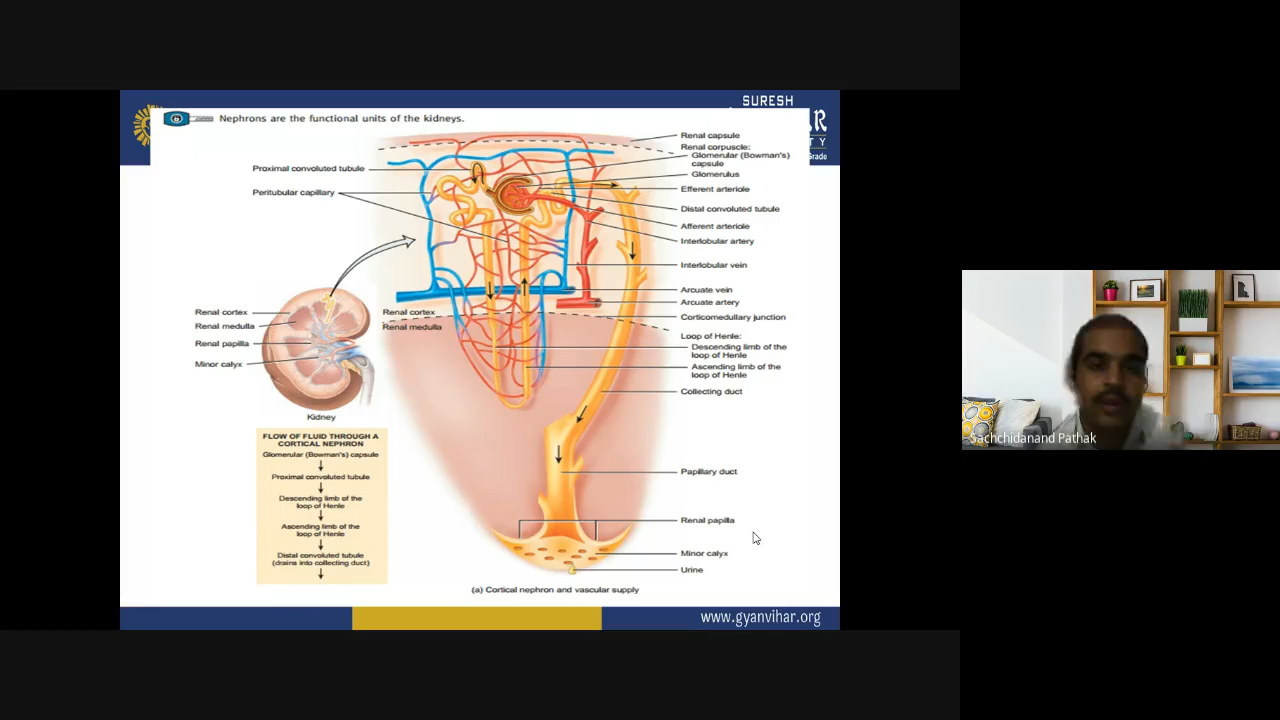 SURESH
R
TY
Grade
Nephrons are the functional units of the kidneys.
Renal capsule
Renal corpuscle:
Glomerular (Bowman's)
capsule
Glomerulus
Efferent arteriole
Distal convoluted tubule
Afferent arteriole
Interlobular artery
Interlobular vein
Arcuate vein
Arcuate artery
Corticomedullary junction
Loop of Henle:
Descending limb of the
loop of Henle
Ascending limb of the
loop of Henle
Collecting duct
Papillary duct
Renal papilla
Minor calyx
Urine
Proximal convoluted tubule
Peritubular capillary
Renal cortex
Renal medulla
Renal cortex
Renal medulla
Renal papilla
Minor calyx
Kidney
FLOW OF FLUID THROUGH A
CORTICAL NEPHRON
Glomerular (Bowman's) capsule
Proximal convoluted tubule
Descending limb of the
loop of Henle
Ascending limb of the
loop of Henle
Distal convoluted tubule
(drains into collecting duct)
(a) Cortical nephron and vascular supply
www.gyanvihar.org
Sachchidanand Pathak